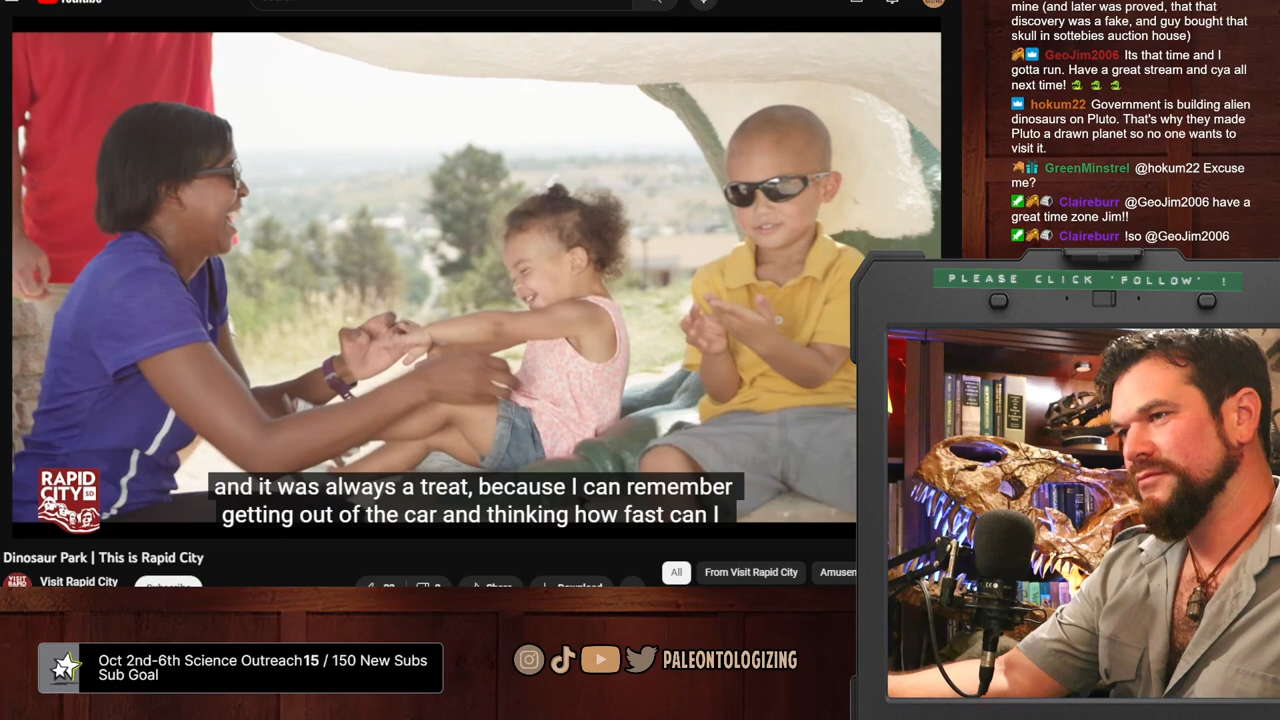 mine (and later was proved, that that
discovery was a fake, and guy bought that
skull in sottebies auction house)
GeoJim2006 Its that time and I
gotta run. Have a great stream and cya all
next time!
hokum22 Government is building alien
dinosaurs on Pluto. That's why they made
Pluto a drawn planet so no one wants to
visit it.
GreenMinstrel @hokum22 Excuse
me?
Claireburr @GeoJim2006 have a
great time zone Jim!!
Claireburr !so @GeoJim2006
PLEASE CLICK 'FOLLOW' !
RAPID
CITY SD
and it was always a treat, because I can remember
getting out of the car and thinking how fast can I
Dinosaur Park | This is Rapid City
Visit Rapid City
Subscribe
Share
Download
All
From Visit Rapid City
Amusem
Oct 2nd-6th Science Outreach 15 / 150 New Subs
Sub Goal
PALEONTOLOGIZING